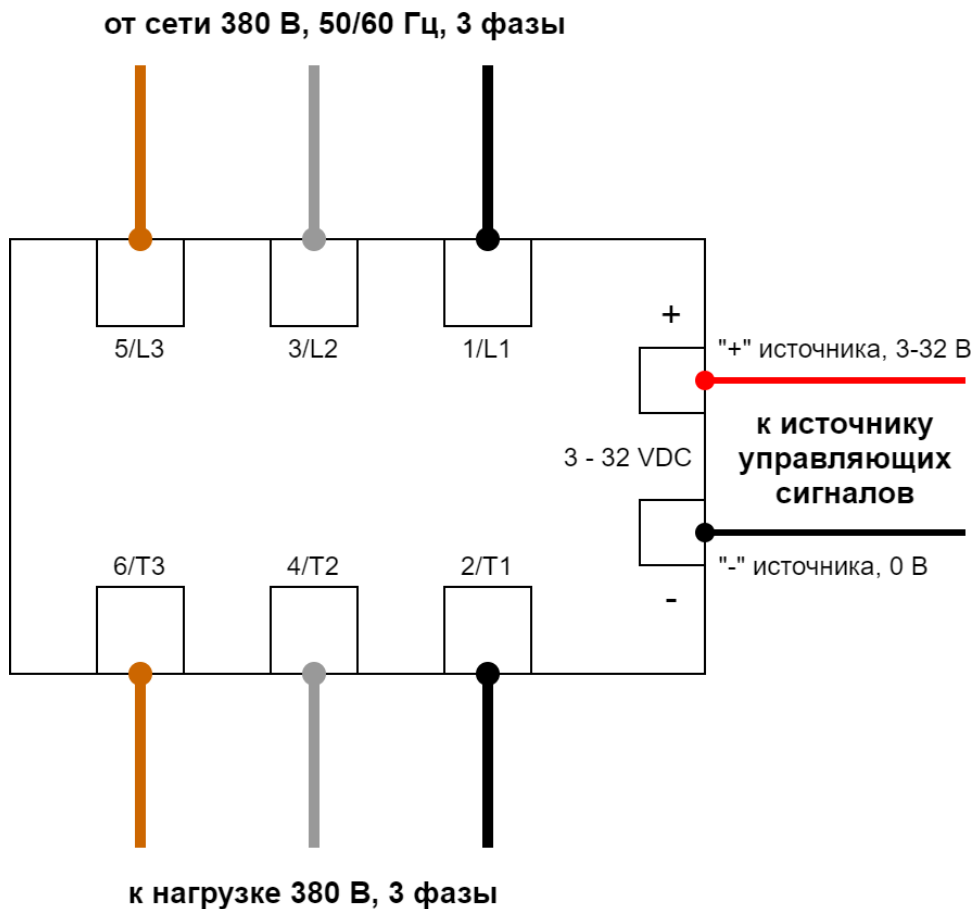 от сети 380 В, 50/60 Гц, 3 фазы
5/L3
3/L2
1/L1
+
"+" источника, 3-32 В
к источнику
управляющих
сигналов
3 - 32 VDC
"-" источника, 0 В
-
6/T3
4/T2
2/T1
к нагрузке 380 В, 3 фазы